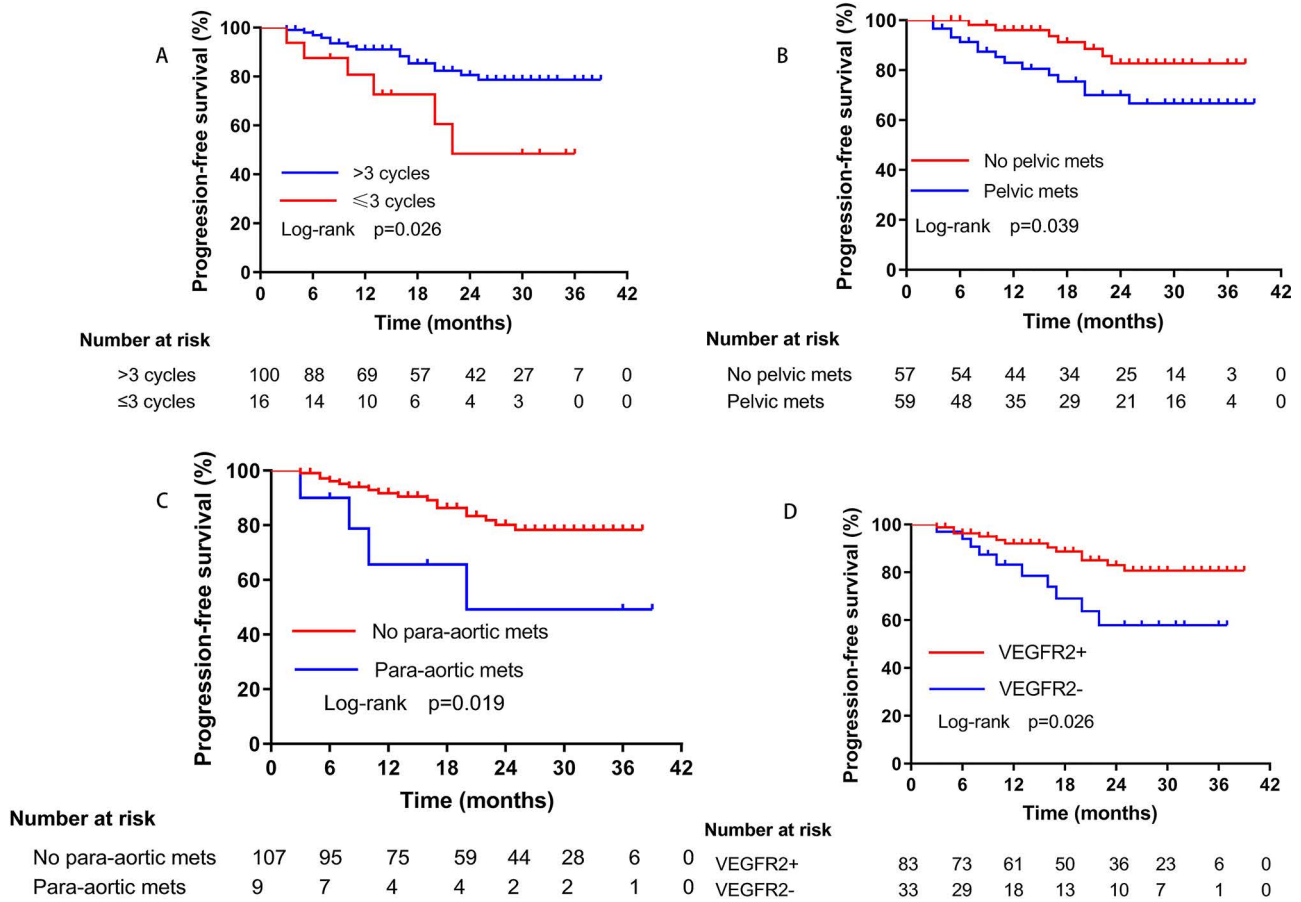 A
Progreesion-free survival (%)
100
80
60
40
20
0
>3 cycles
⩽3 cycles
Log-rank p=0.026
0 6 12 18 24 30 36 42
Time (months)
Number at risk
>3 cycles 100 88 69 57 42 27 7 0
≤3 cycles 16 14 10 6 4 3 0 0
B
Progression-free survival (%)
100
80
60
40
20
0
No pelvic mets
Pelvic mets
Log-rank p=0.039
0 6 12 18 24 30 36 42
Time (months)
Number at risk
No pelvic mets 57 54 44 34 25 14 3 0
Pelvic mets 59 48 35 29 21 16 4 0
C
Progression-free survival (%)
100
80
60
40
20
0
No para-aortic mets
Para-aortic mets
Log-rank p=0.019
0 6 12 18 24 30 36 42
Time (months)
Number at risk
No para-aortic mets 107 95 75 59 44 28 6 0
Para-aortic mets 9 7 4 4 2 2 1 0
D
Progression-free survival (%)
100
80
60
40
20
0
VEGFR2+
VEGFR2-
Log-rank p=0.026
0 6 12 18 24 30 36 42
Time (months)
Number at risk
VEGFR2+ 83 73 61 50 36 23 6 0
VEGFR2- 33 29 18 13 10 7 1 0